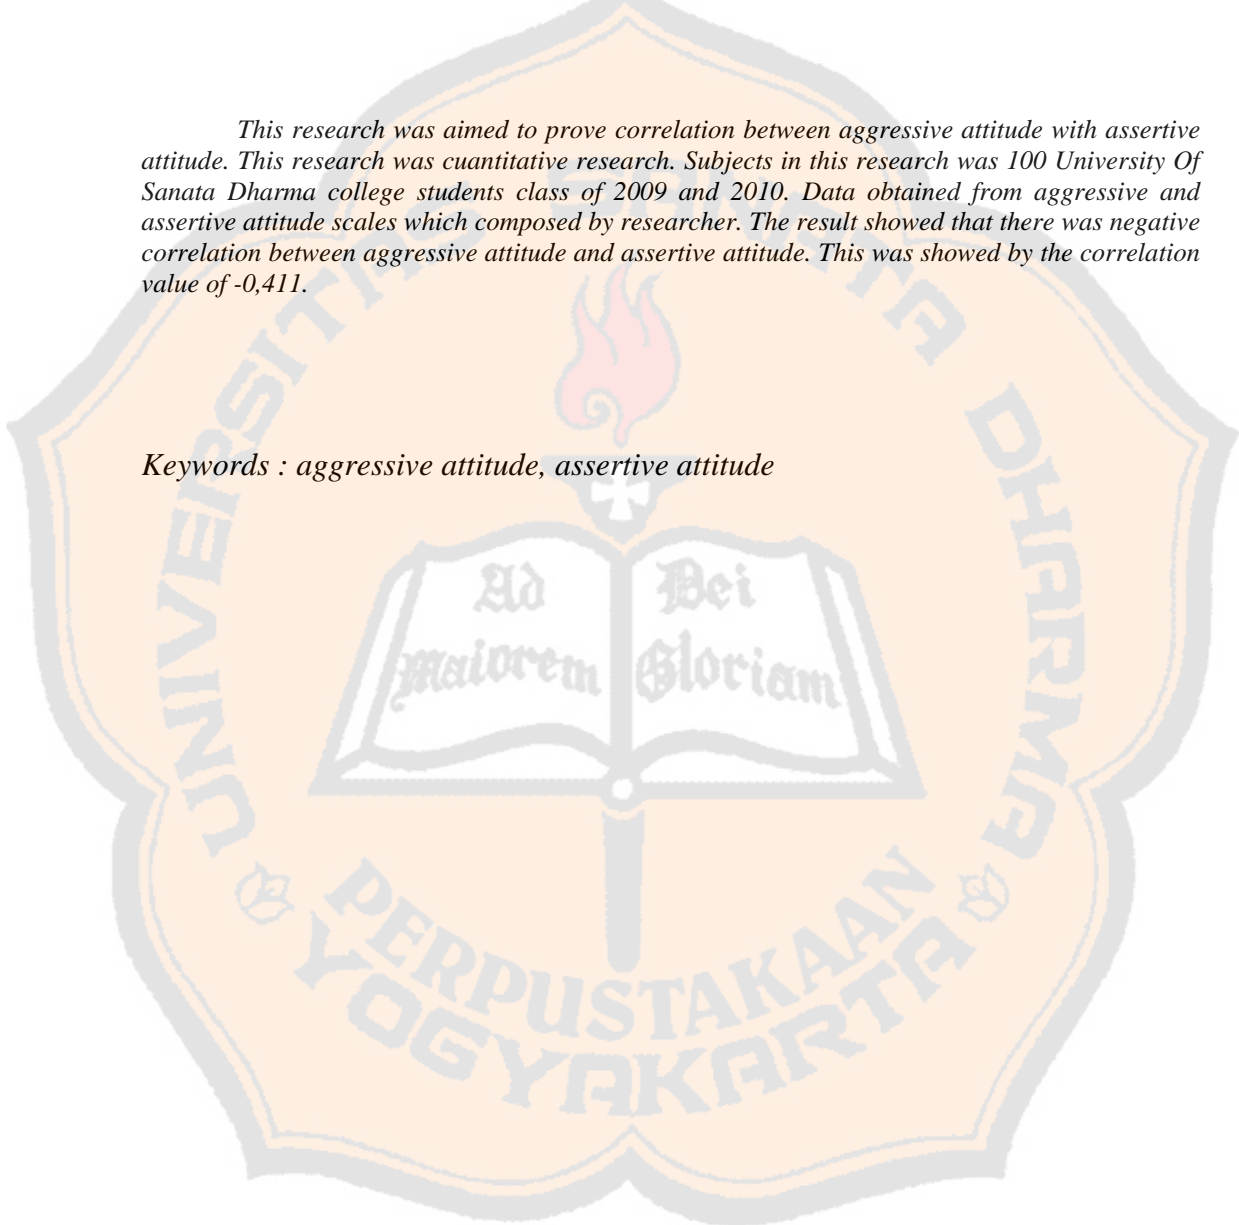 This research was aimed to prove correlation between aggressive attitude with assertive
attitude. This research was cuantitative research. Subjects in this research was 100 University Of
Sanata Dharma college students class of 2009 and 2010. Data obtained from aggressive and
assertive attitude scales which composed by researcher. The result showed that there was negative
correlation between aggressive attitude and assertive attitude. This was showed by the correlation
value of -0,411.
Keywords : aggressive attitude, assertive attitude
UNIVERSITAS SANATA DHARMA
Ad Dei
Maiorem Gloriam
PERPUSTAKAAN
YOGYAKARTA